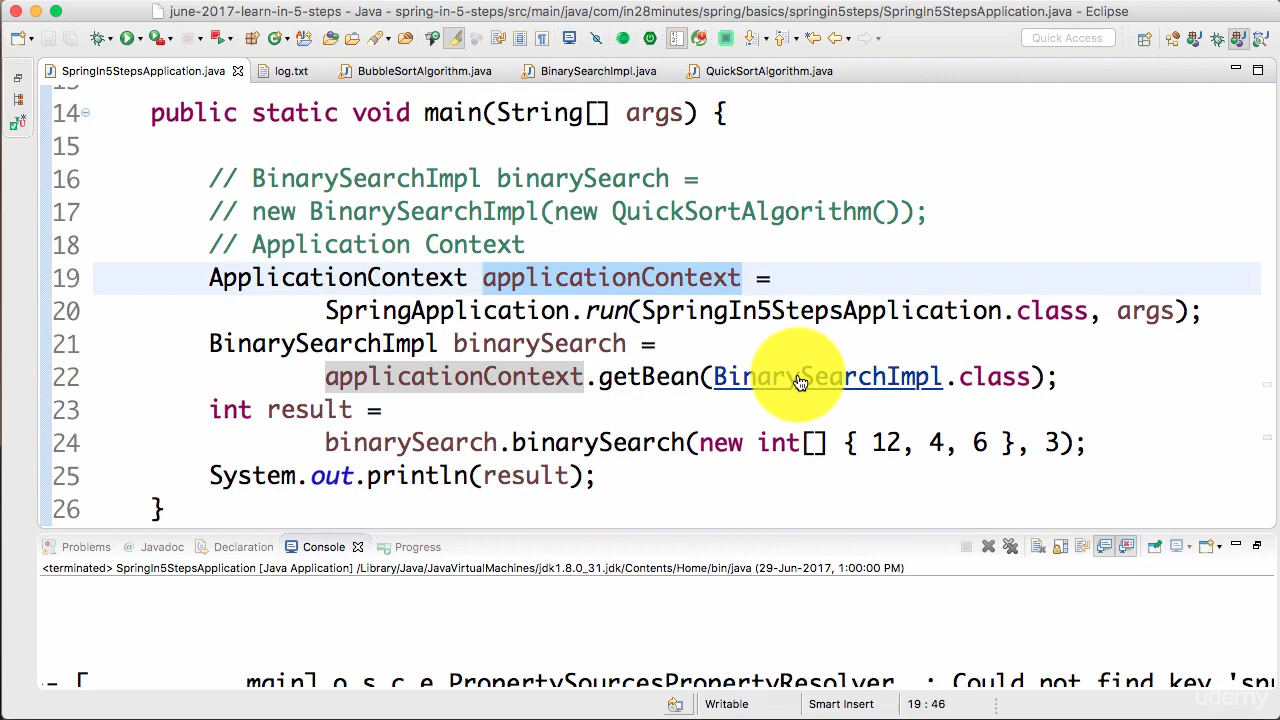 june-2017-learn-in-5-steps - Java - spring-in-5-steps/src/main/java/com/in28minutes/spring/basics/springin5steps/SpringIn5StepsApplication.java - Eclipse
Quick Access
SpringIn5StepsApplication.java log.txt BubbleSortAlgorithm.java BinarySearchImpl.java QuickSortAlgorithm.java
14 public static void main(String[] args) {
15
16 // BinarySearchImpl binarySearch =
17 // new BinarySearchImpl(new QuickSortAlgorithm());
18 // Application Context
19 ApplicationContext applicationContext =
20 SpringApplication.run(SpringIn5StepsApplication.class, args);
21 BinarySearchImpl binarySearch =
22 applicationContext.getBean(BinarySearchImpl.class);
23 int result =
24 binarySearch.binarySearch(new int[] { 12, 4, 6 }, 3);
25 System.out.println(result);
26 }
Problems Javadoc Declaration Console Progress
<terminated> SpringIn5StepsApplication [Java Application] /Library/Java/JavaVirtualMachines/jdk1.8.0_31.jdk/Contents/Home/bin/java (29-Jun-2017, 1:00:00 PM)
-- [ main] o.s.c.e.PropertySourcesPropertyResolver : Could not find key 'spr
Writable Smart Insert 19 : 46
udemy